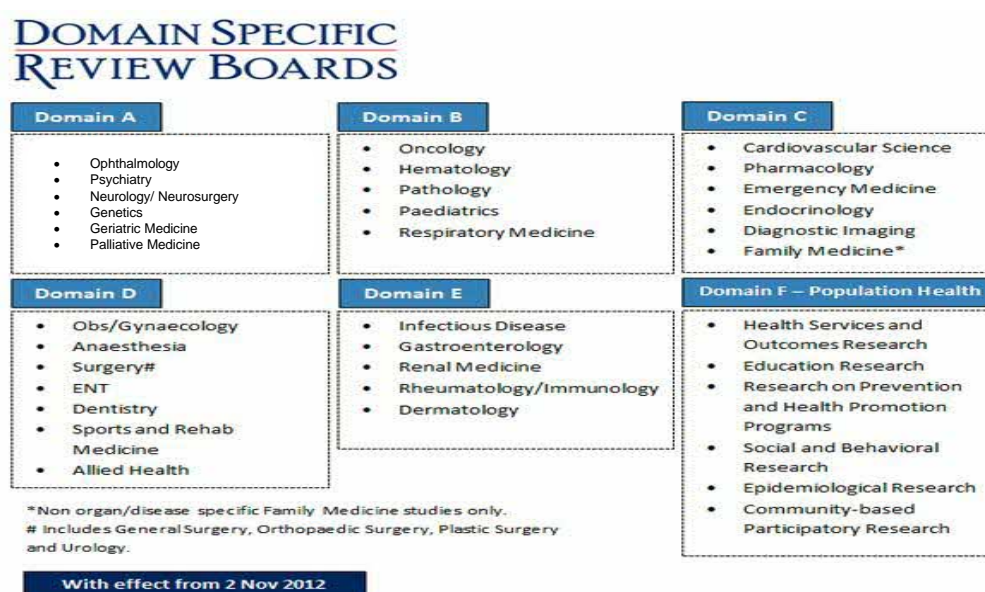 DOMAIN SPECIFIC
REVIEW BOARDS
Domain A
• Ophthalmology
• Psychiatry
• Neurology/ Neurosurgery
• Genetics
• Geriatric Medicine
• Palliative Medicine
Domain B
• Oncology
• Hematology
• Pathology
• Paediatrics
• Respiratory Medicine
Domain C
• Cardiovascular Science
• Pharmacology
• Emergency Medicine
• Endocrinology
• Diagnostic Imaging
• Family Medicine*
Domain D
• Obs/Gynaecology
• Anaesthesia
• Surgery#
• ENT
• Dentistry
• Sports and Rehab
Medicine
• Allied Health
Domain E
• Infectious Disease
• Gastroenterology
• Renal Medicine
• Rheumatology/Immunology
• Dermatology
Domain F – Population Health
• Health Services and
Outcomes Research
• Education Research
• Research on Prevention
and Health Promotion
Programs
• Social and Behavioral
Research
• Epidemiological Research
• Community-based
Participatory Research
*Non organ/disease specific Family Medicine studies only.
# Includes General Surgery, Orthopaedic Surgery, Plastic Surgery
and Urology.
With effect from 2 Nov 2012